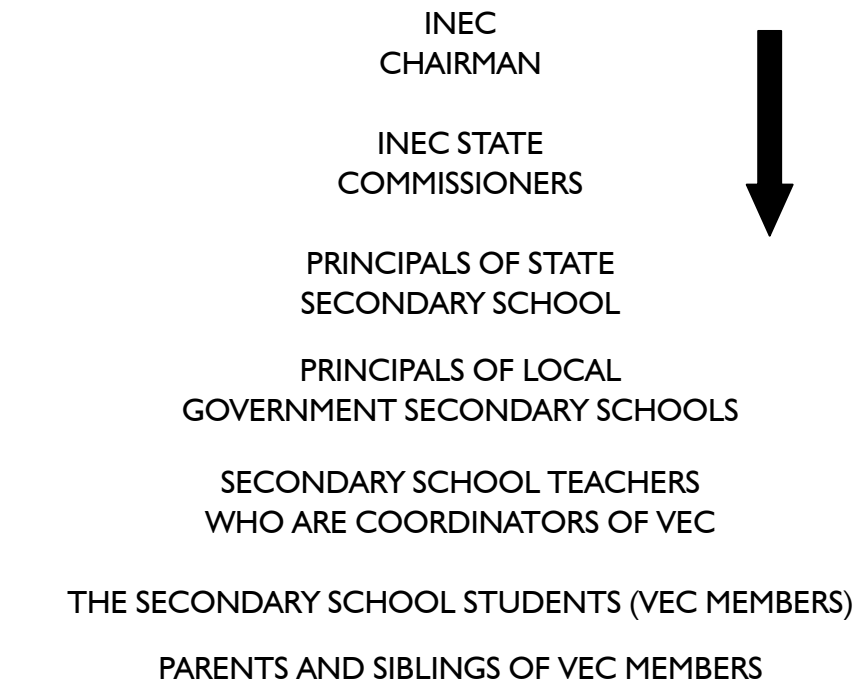 INEC
CHAIRMAN
INEC STATE
COMMISSIONERS
PRINCIPALS OF STATE
SECONDARY SCHOOL
PRINCIPALS OF LOCAL
GOVERNMENT SECONDARY SCHOOLS
SECONDARY SCHOOL TEACHERS
WHO ARE COORDINATORS OF VEC
THE SECONDARY SCHOOL STUDENTS (VEC MEMBERS)
PARENTS AND SIBLINGS OF VEC MEMBERS